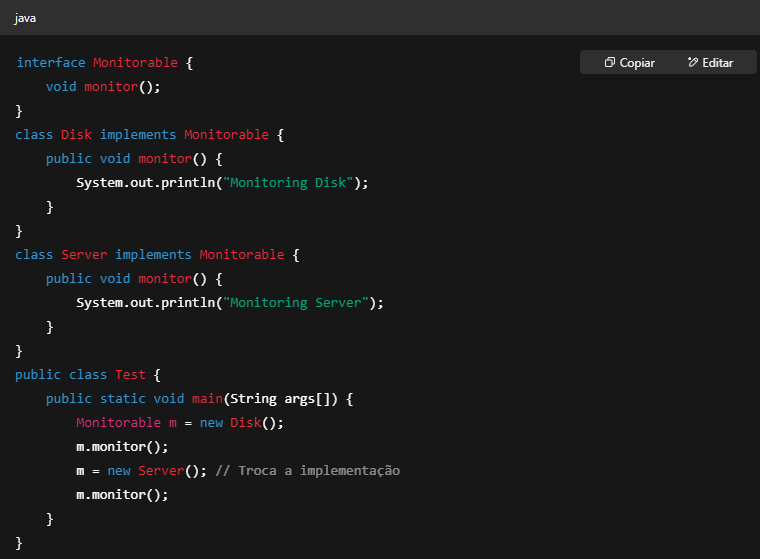 java
Copiar Editar
interface Monitorable {
    void monitor();
}
class Disk implements Monitorable {
    public void monitor() {
        System.out.println("Monitoring Disk");
    }
}
class Server implements Monitorable {
    public void monitor() {
        System.out.println("Monitoring Server");
    }
}
public class Test {
    public static void main(String args[]) {
        Monitorable m = new Disk();
        m.monitor();
        m = new Server(); // Troca a implementação
        m.monitor();
    }
}